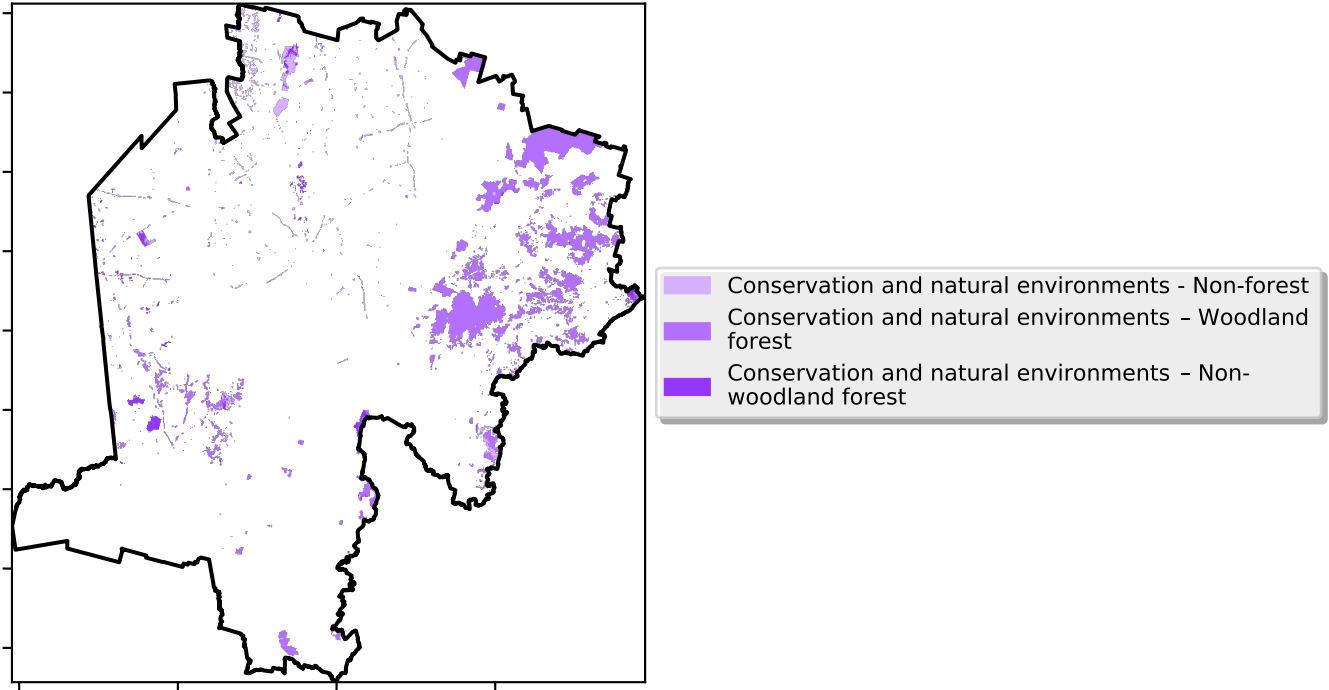 Conservation and natural environments - Non-forest
Conservation and natural environments – Woodland
forest
Conservation and natural environments – Non-
woodland forest